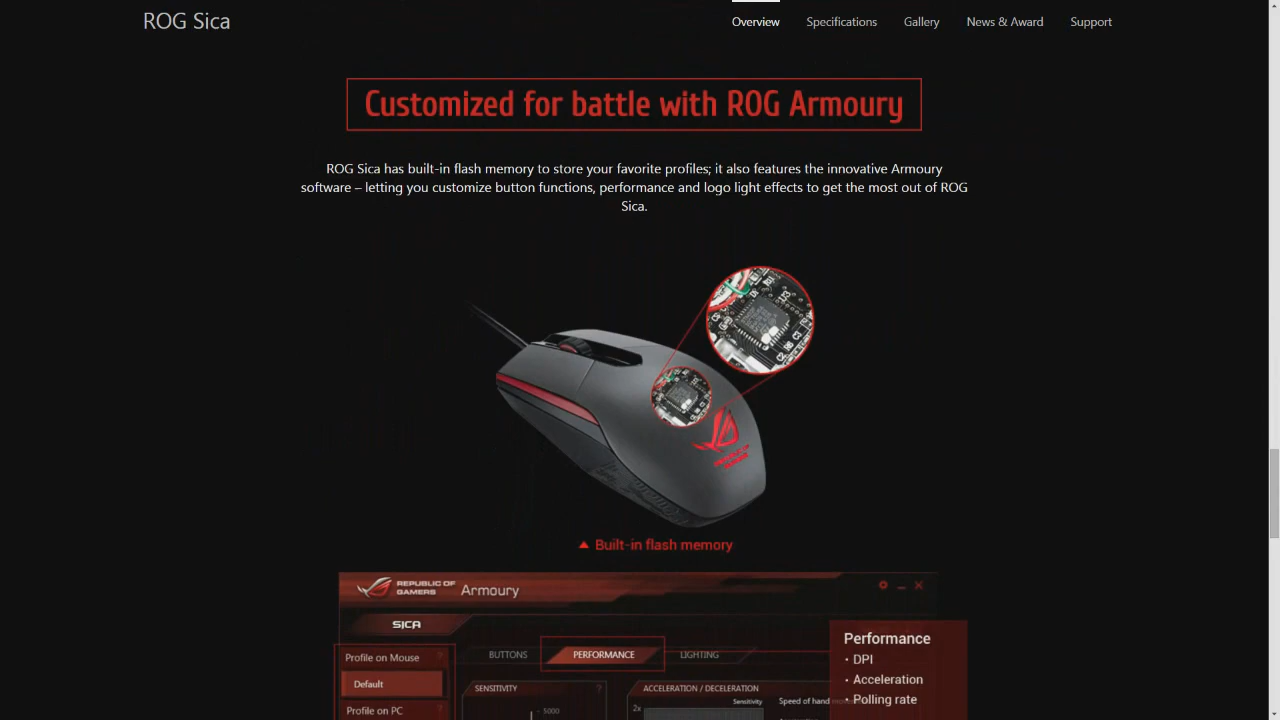 ROG Sica
Overview
Specifications
Gallery
News & Award
Support
Customized for battle with ROG Armoury
ROG Sica has built-in flash memory to store your favorite profiles; it also features the innovative Armoury
software – letting you customize button functions, performance and logo light effects to get the most out of ROG
Sica.
Built-in flash memory
REPUBLIC OF
GAMERS
Armoury
SICA
Profile on Mouse ?
Default
Profile on PC
BUTTONS
PERFORMANCE
LIGHTING
SENSITIVITY ?
5000
ACCELERATION / DECELERATION
Sensitivity
2x
Speed of hand
Performance
• DPI
• Acceleration
• Polling rate